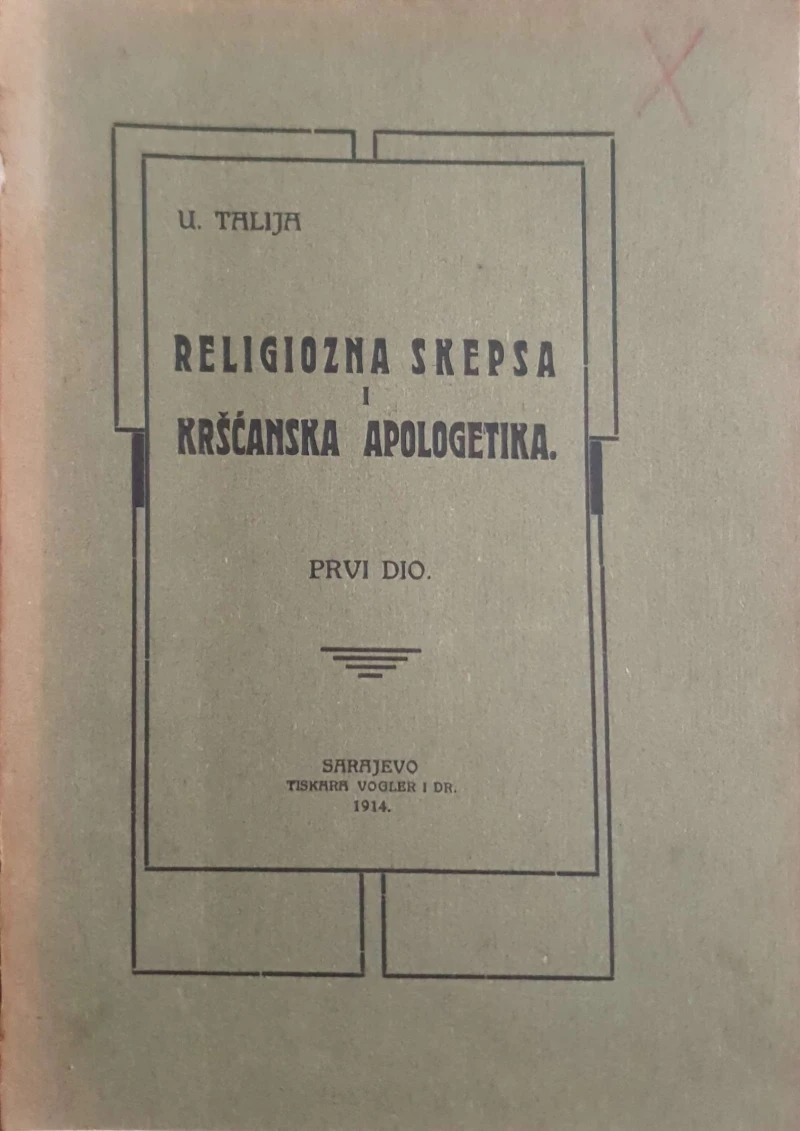 U. TALIJA
RELIGIOZNA SKEPSA
I
KRŠĆANSKA APOLOGETIKA.
PRVI DIO.
SARAJEVO
TISKARA VOGLER I DR.
1914.